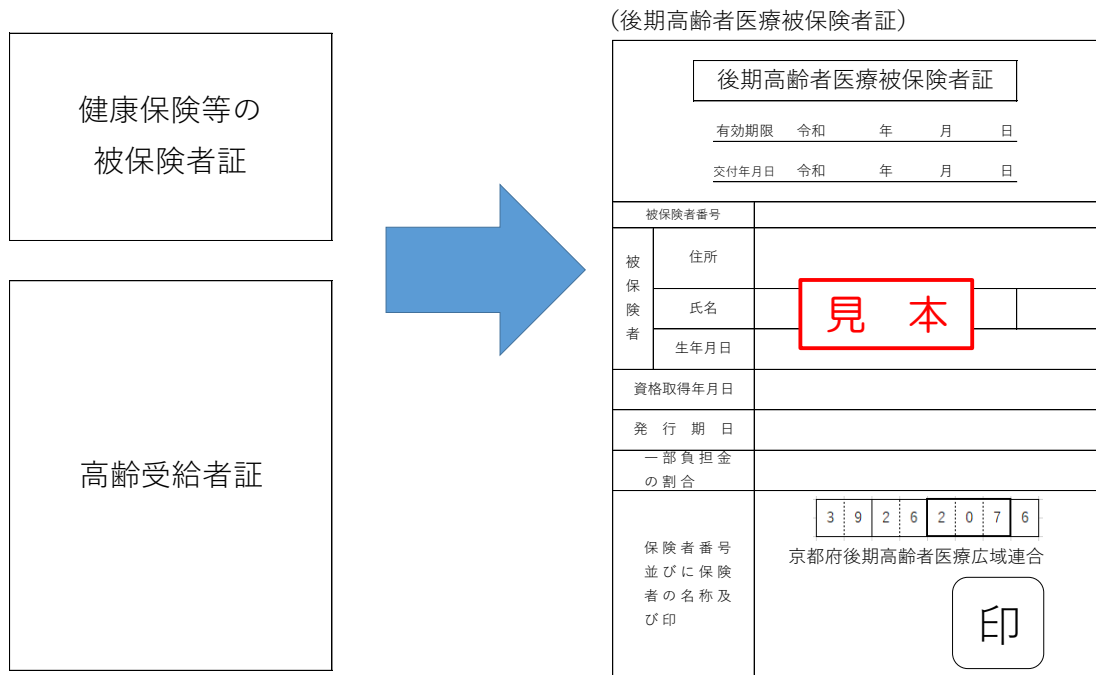 健康保険等の
被保険者証
高齢受給者証
(後期高齢者医療被保険者証)
後期高齢者医療被保険者証
有効期限 令和 年 月 日
交付年月日 令和 年 月 日
被保険者番号
被保険者
住所
氏名
見 本
生年月日
資格取得年月日
発 行 期 日
一部負担金
の割合
保険者番号
並びに保険
者の名称及
び印
3 9 2 6 2 0 7 6
京都府後期高齢者医療広域連合
印